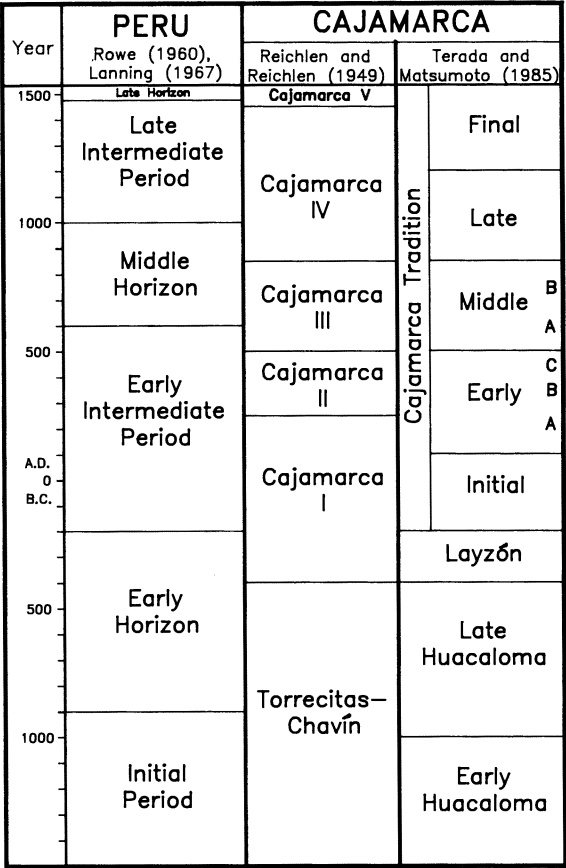 Year
PERU
Rowe (1960),
Lanning (1967)
CAJAMARCA
Reichlen and
Reichlen (1949)
Terada and
Matsumoto (1985)
1500
1000
500
A.D.
0
B.C.
500
1000
Late Horizon
Late
Intermediate
Period
Middle
Horizon
Early
Intermediate
Period
Early
Horizon
Initial
Period
Cajamarca V
Cajamarca
IV
Cajamarca
III
Cajamarca
II
Cajamarca
I
Torrecitas—
Chavín
Cajamarca Tradition
Final
Late
Middle
B
A
Early
C
B
A
Initial
Layzón
Late
Huacaloma
Early
Huacaloma